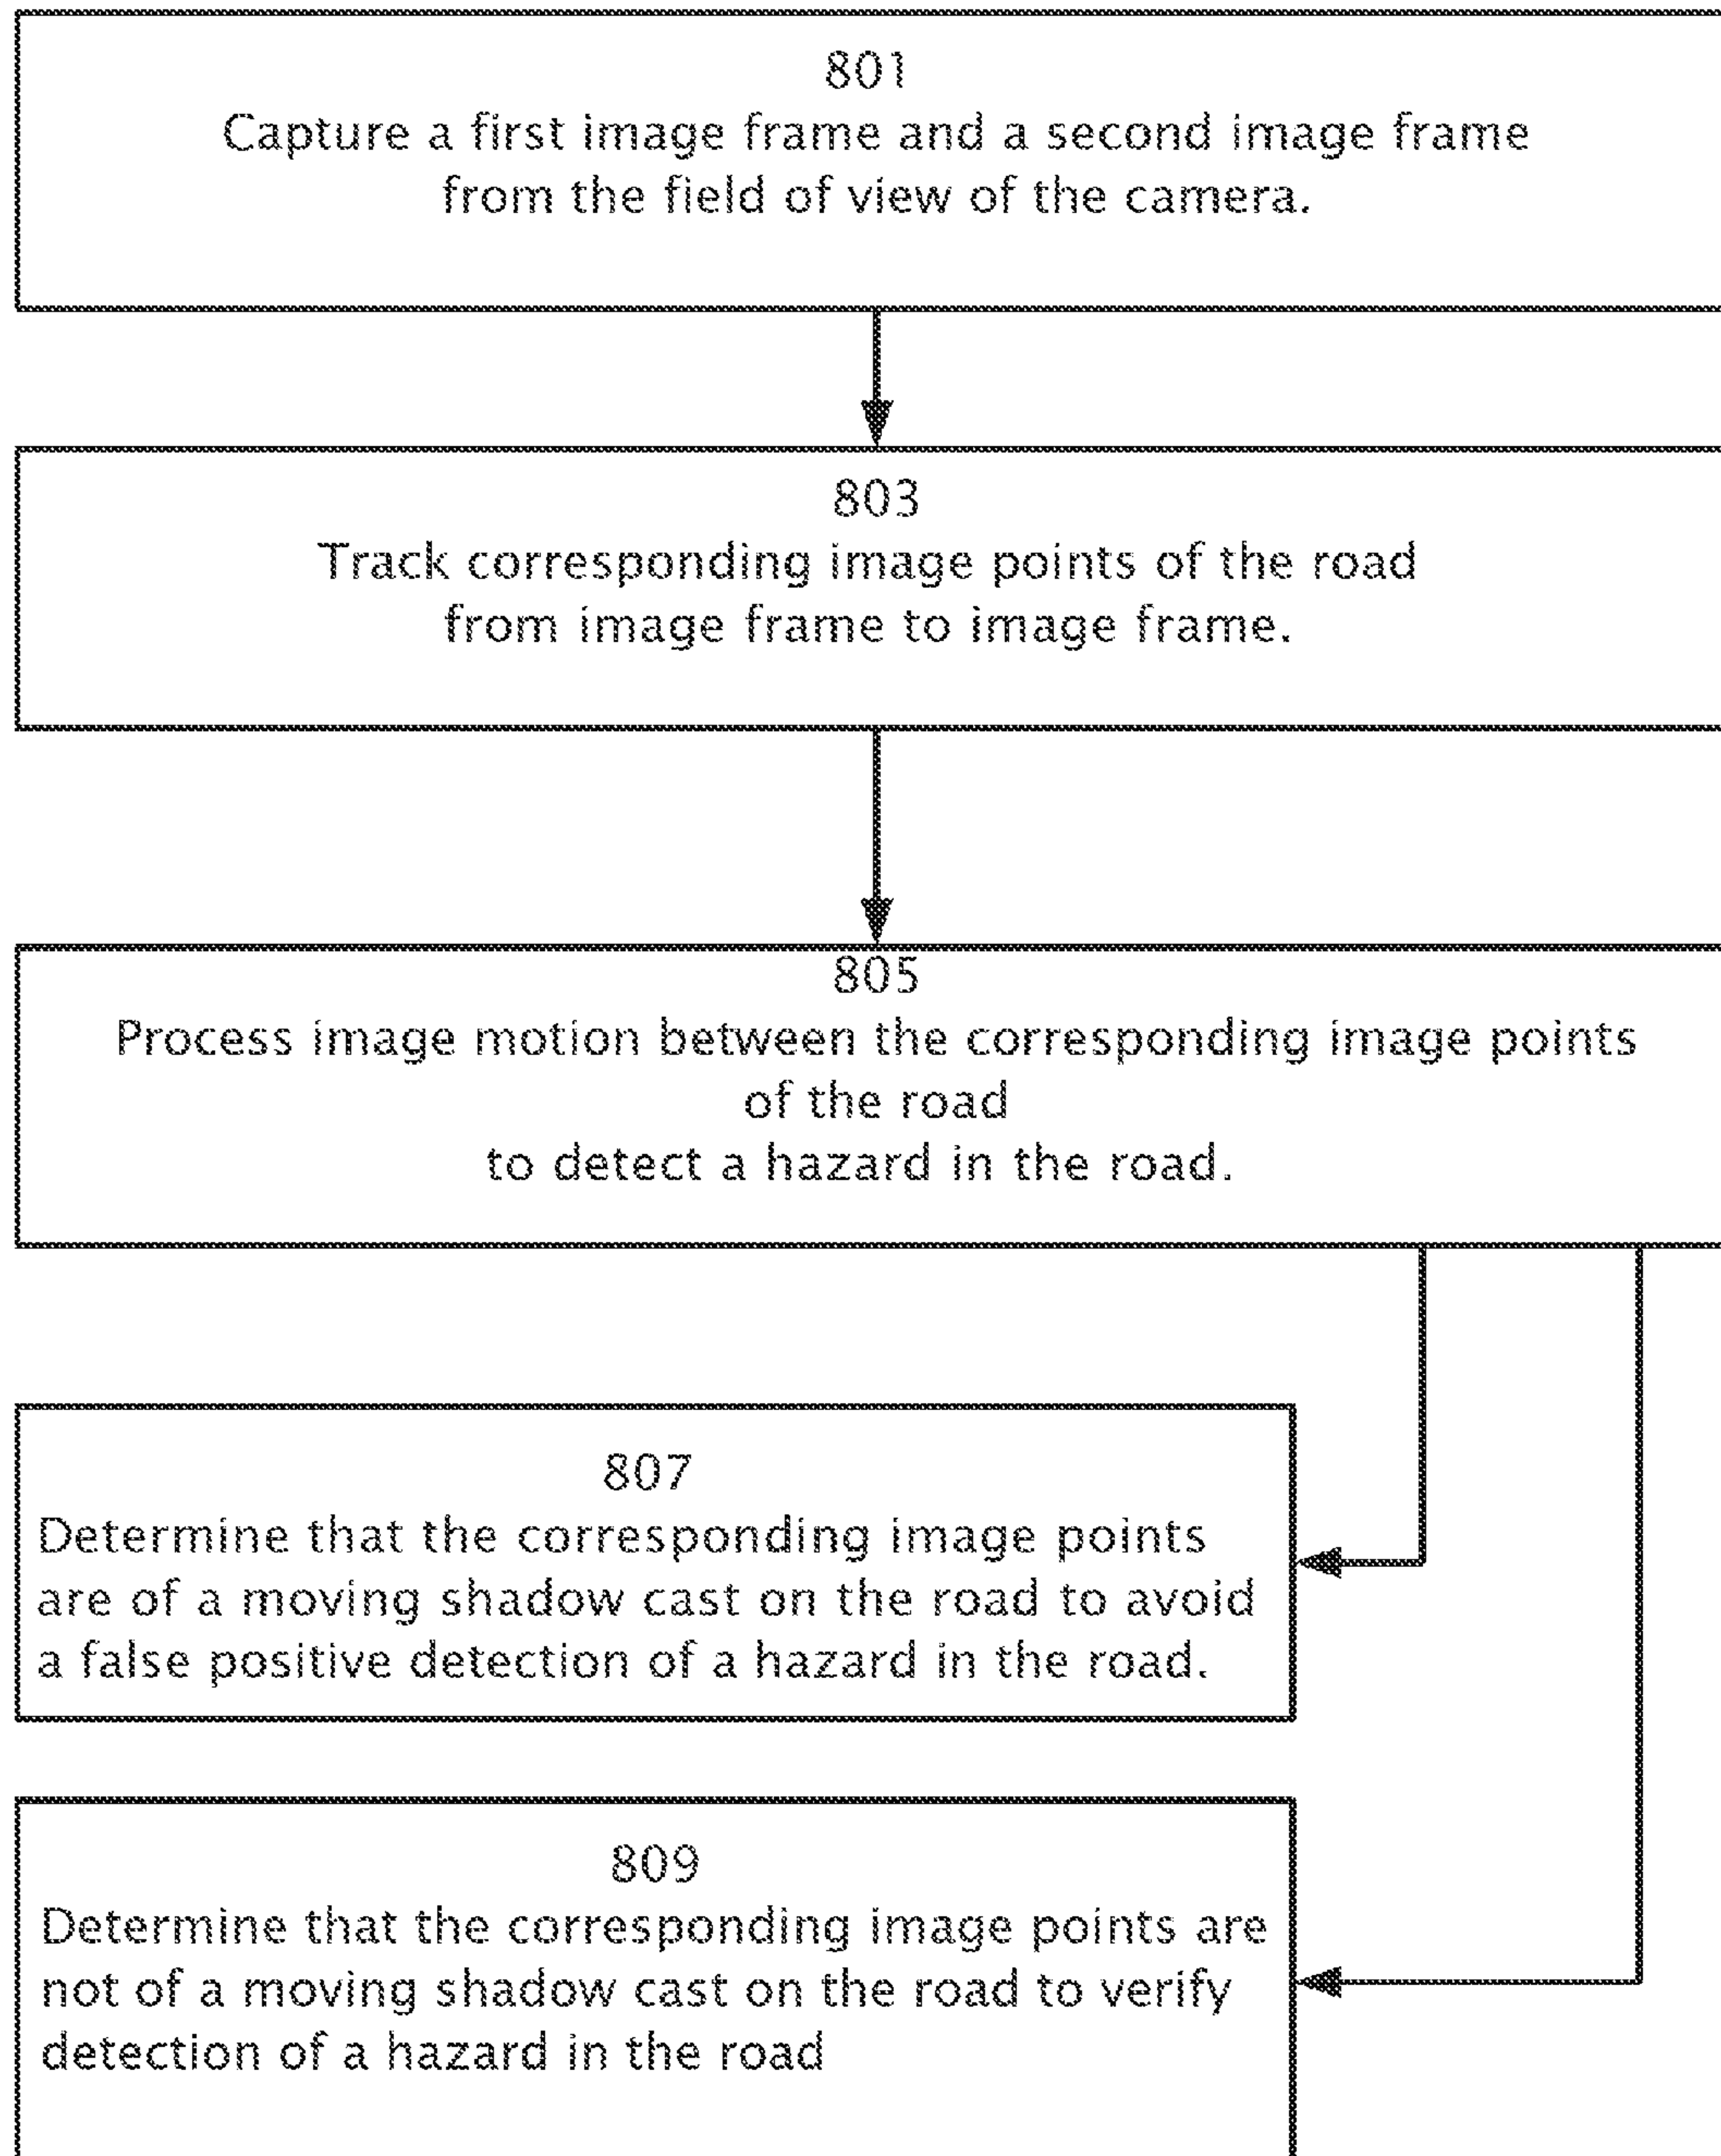 801
Capture a first image frame and a second image frame
from the field of view of the camera.
803
Track corresponding image points of the road
from image frame to image frame.
805
Process image motion between the corresponding image points
of the road
to detect a hazard in the road.
807
Determine that the corresponding image points
are of a moving shadow cast on the road to avoid
a false positive detection of a hazard in the road.
809
Determine that the corresponding image points are
not of a moving shadow cast on the road to verify
detection of a hazard in the road